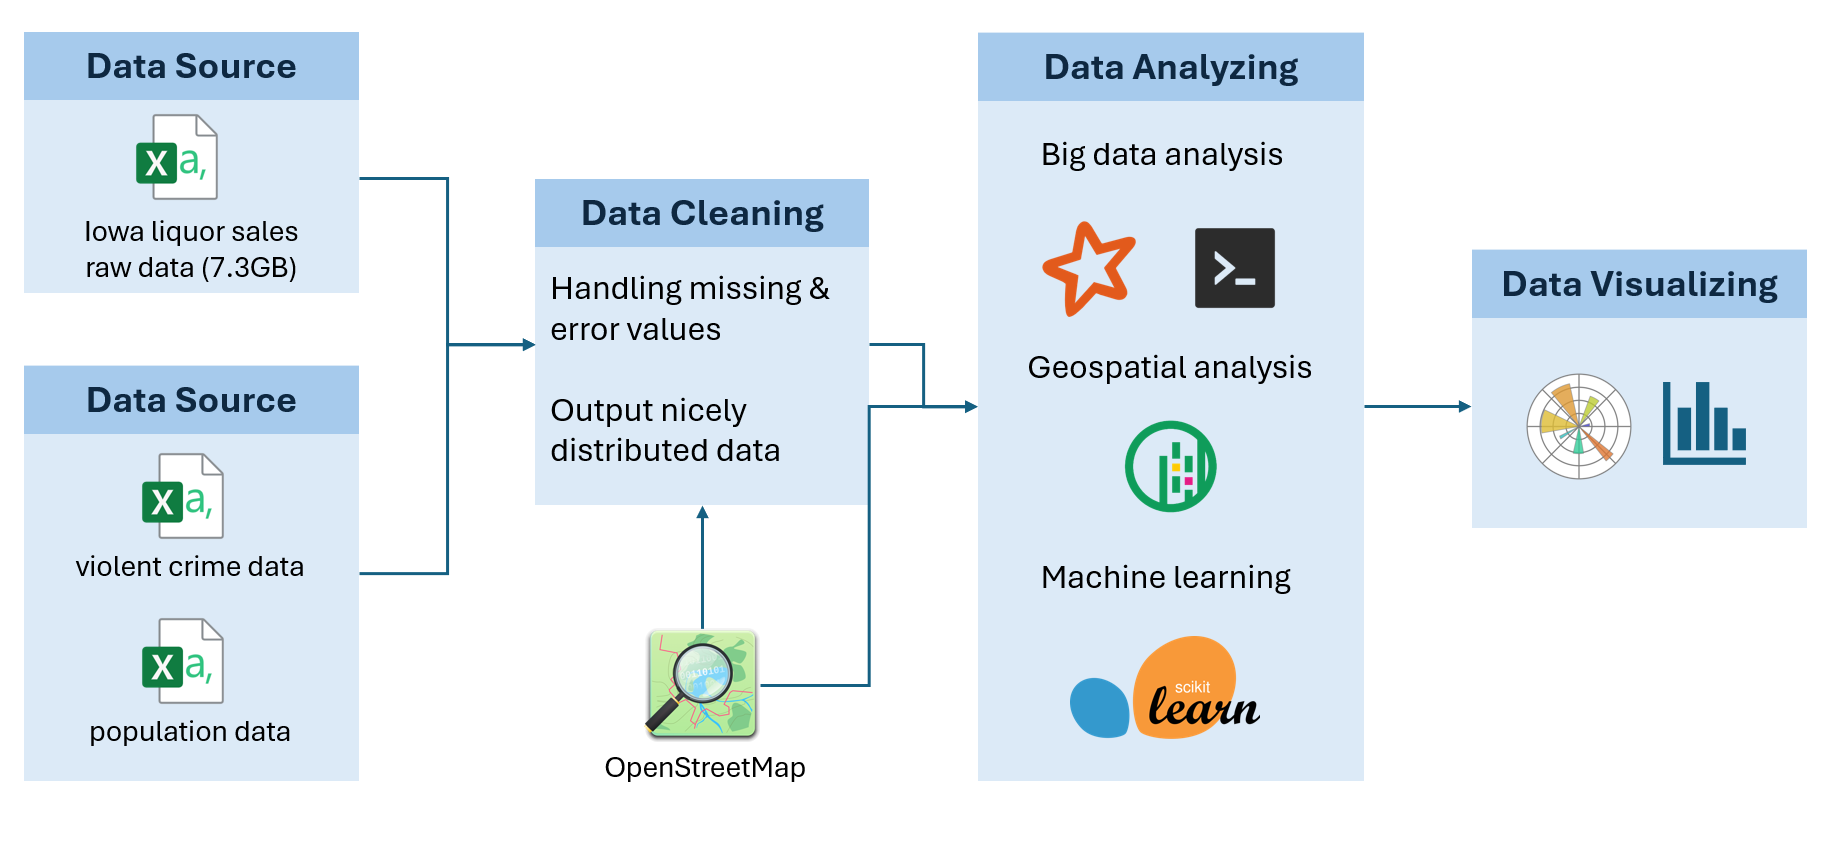 Data Source
X a,
Iowa liquor sales
raw data (7.3GB)
Data Source
X a,
violent crime data
X a,
population data
Data Cleaning
Handling missing &
error values
Output nicely
distributed data
OpenStreetMap
Data Analyzing
Big data analysis
>_
Geospatial analysis
Machine learning
scikit
learn
Data Visualizing